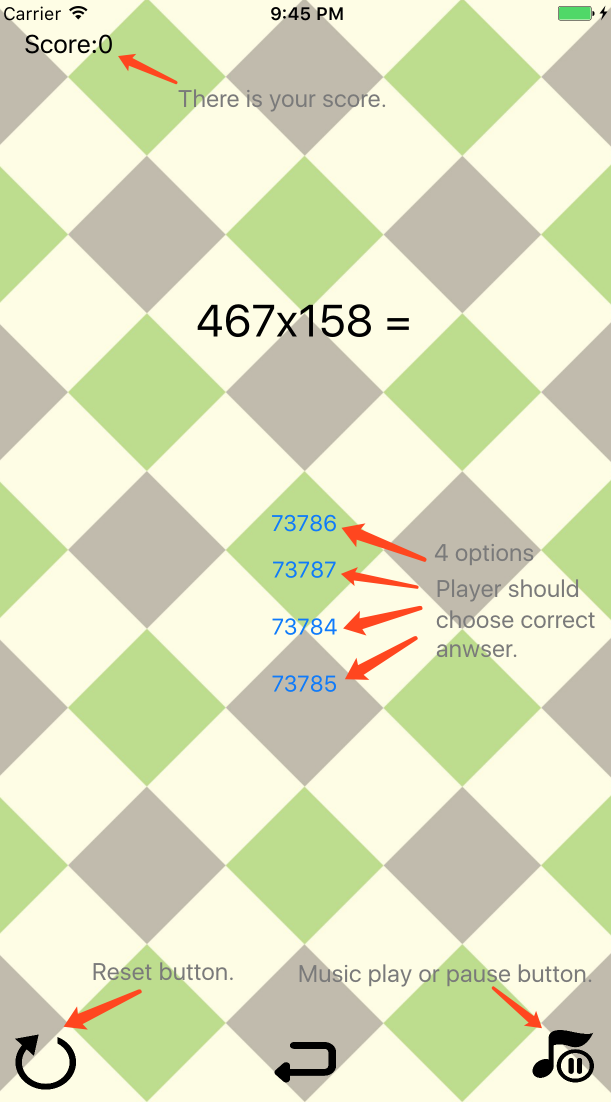 Carrier 9:45 PM
Score:0
There is your score.
467x158 =
73786
73787
73784
73785
4 options
Player should
choose correct
anwser.
Reset button.
Music play or pause button.